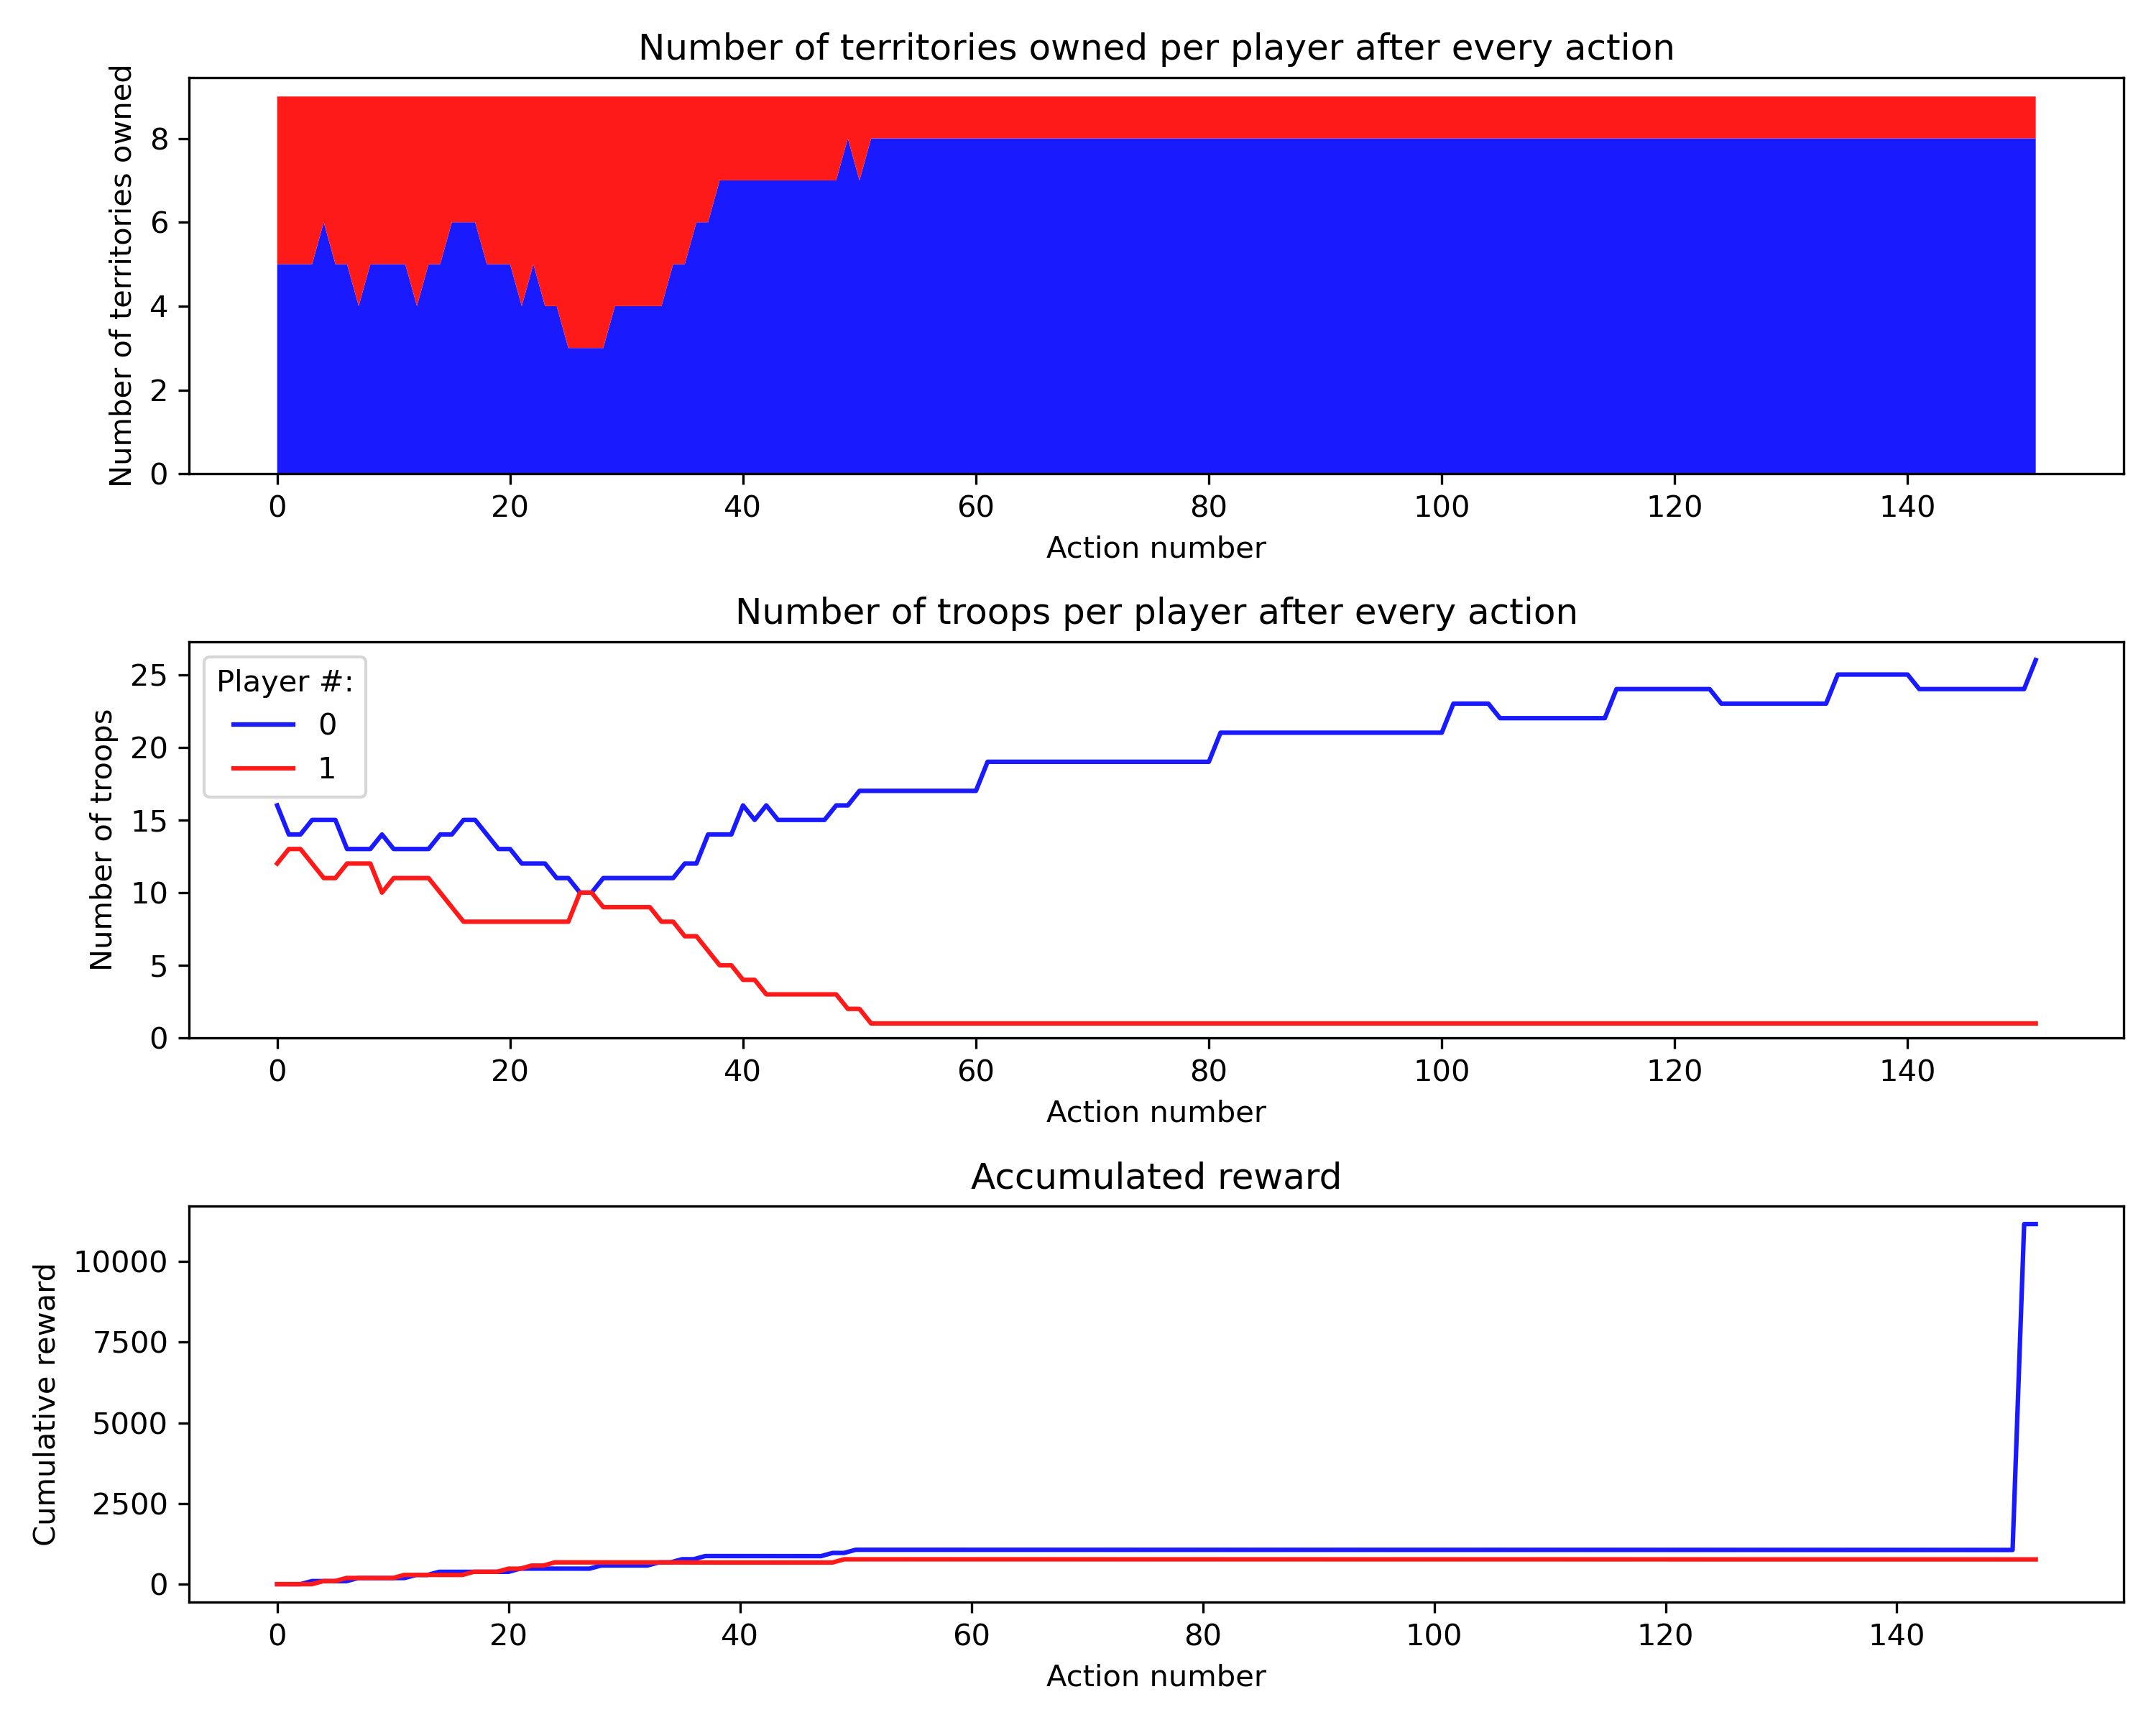 Number of territories owned per player after every action
Number of territories owned
8
6
4
2
0
0 20 40 60 80 100 120 140
Action number
Number of troops per player after every action
Number of troops
25
20
15
10
5
0
Player #:
0
1
0 20 40 60 80 100 120 140
Action number
Accumulated reward
Cumulative reward
10000
7500
5000
2500
0
0 20 40 60 80 100 120 140
Action number